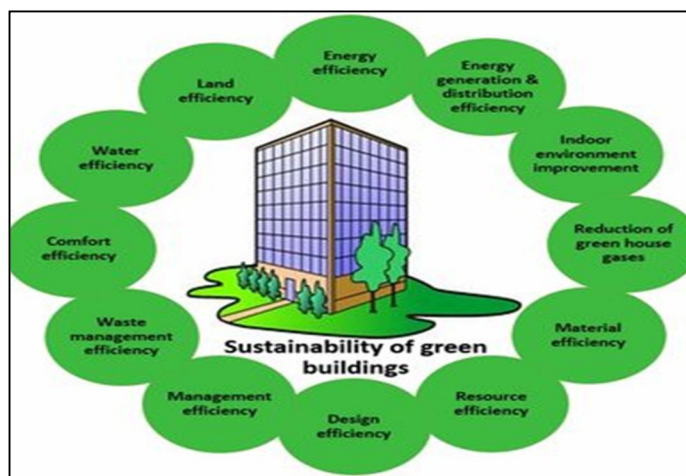 Energy
efficiency
Energy
generation &
distribution
efficiency
Indoor
environment
improvement
Reduction of
green house
gases
Material
efficiency
Resource
efficiency
Design
efficiency
Management
efficiency
Waste
management
efficiency
Comfort
efficiency
Water
efficiency
Land
efficiency
Sustainability of green
buildings